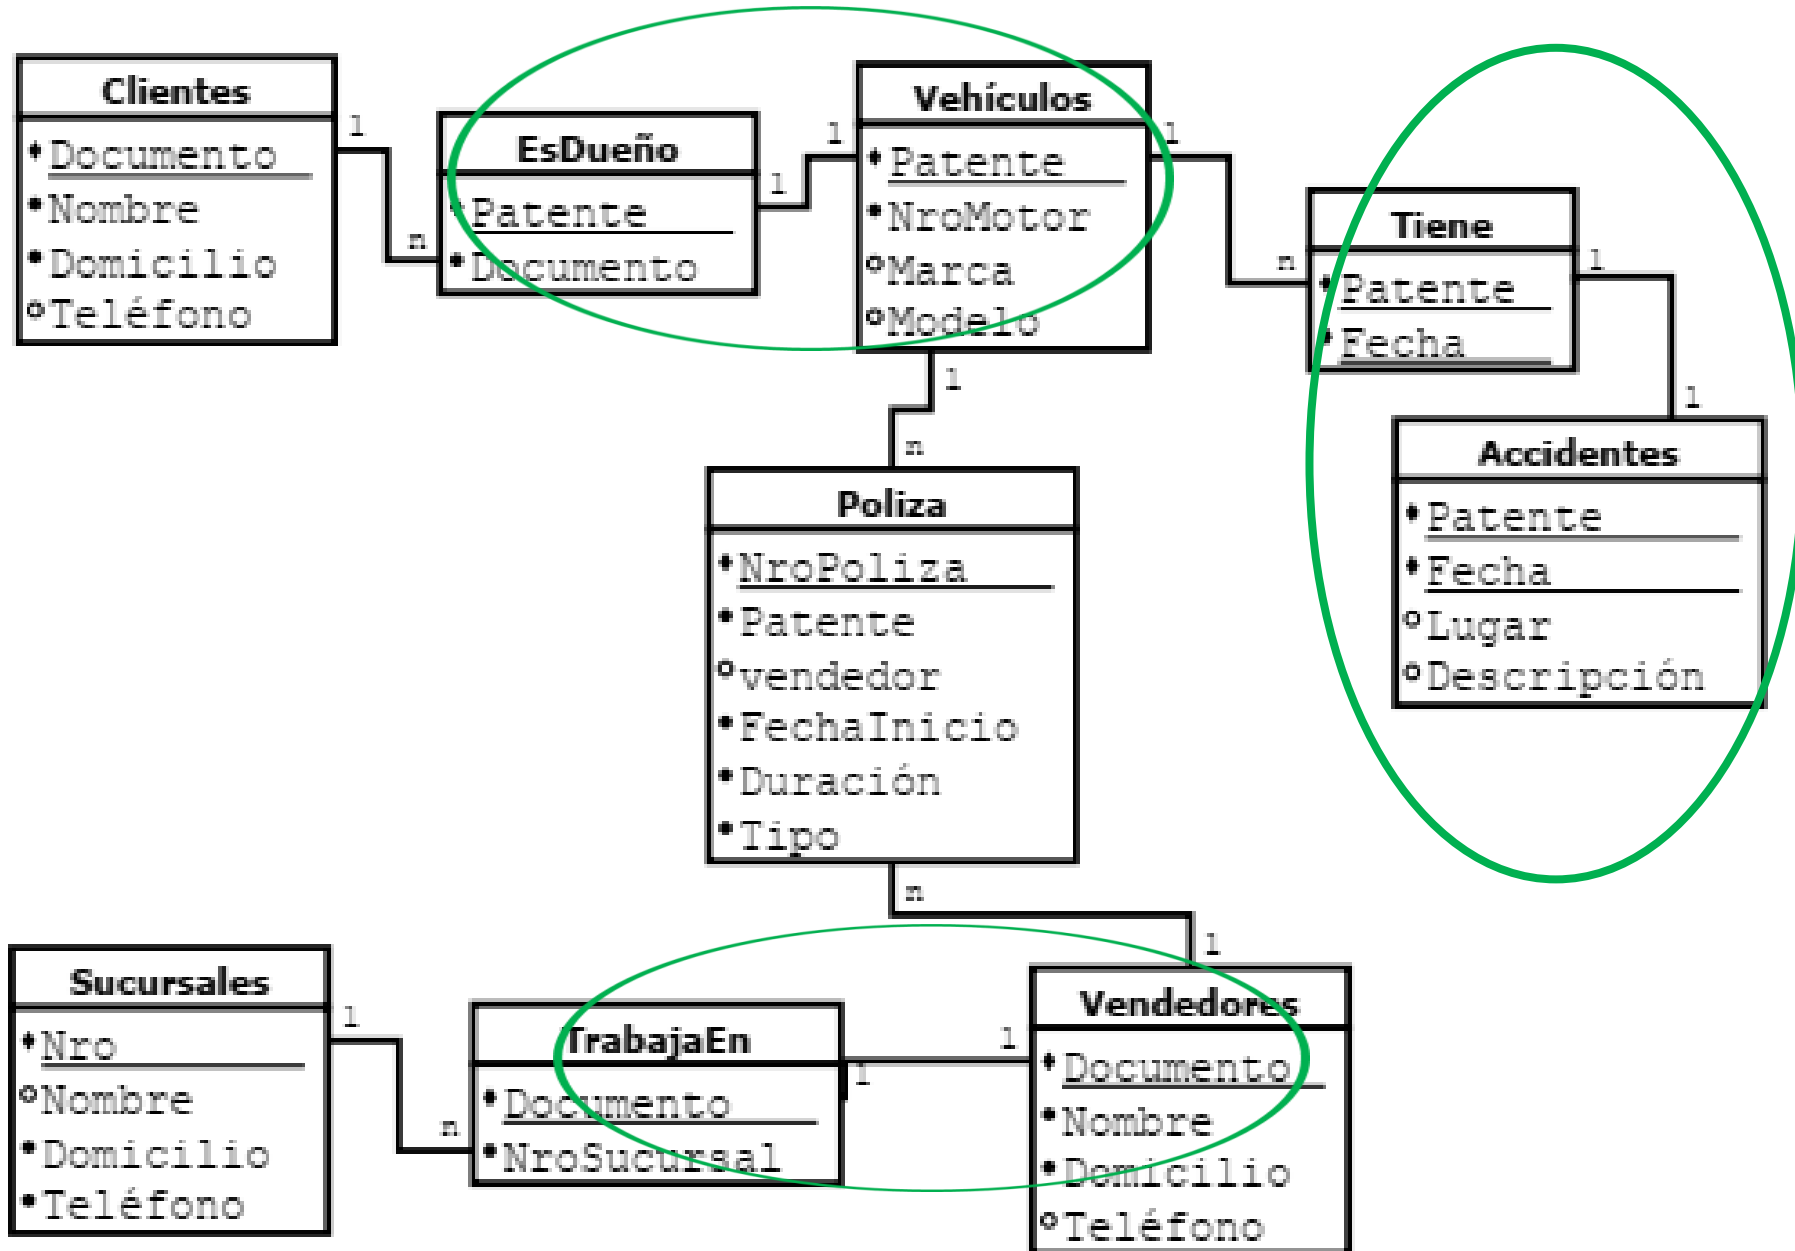 Clientes
Documento
Nombre
Domicilio
Teléfono
1
n
EsDueño
Patente
Documento
1
1
Vehículos
Patente
NroMotor
Marca
Modelo
1
n
Tiene
Patente
Fecha
1
1
Accidentes
Patente
Fecha
Lugar
Descripción
1
n
Poliza
NroPoliza
Patente
vendedor
FechaInicio
Duración
Tipo
n
1
Sucursales
Nro
Nombre
Domicilio
Teléfono
1
n
TrabajaEn
Documento
NroSucursal
1
1
Vendedores
Documento
Nombre
Domicilio
Teléfono